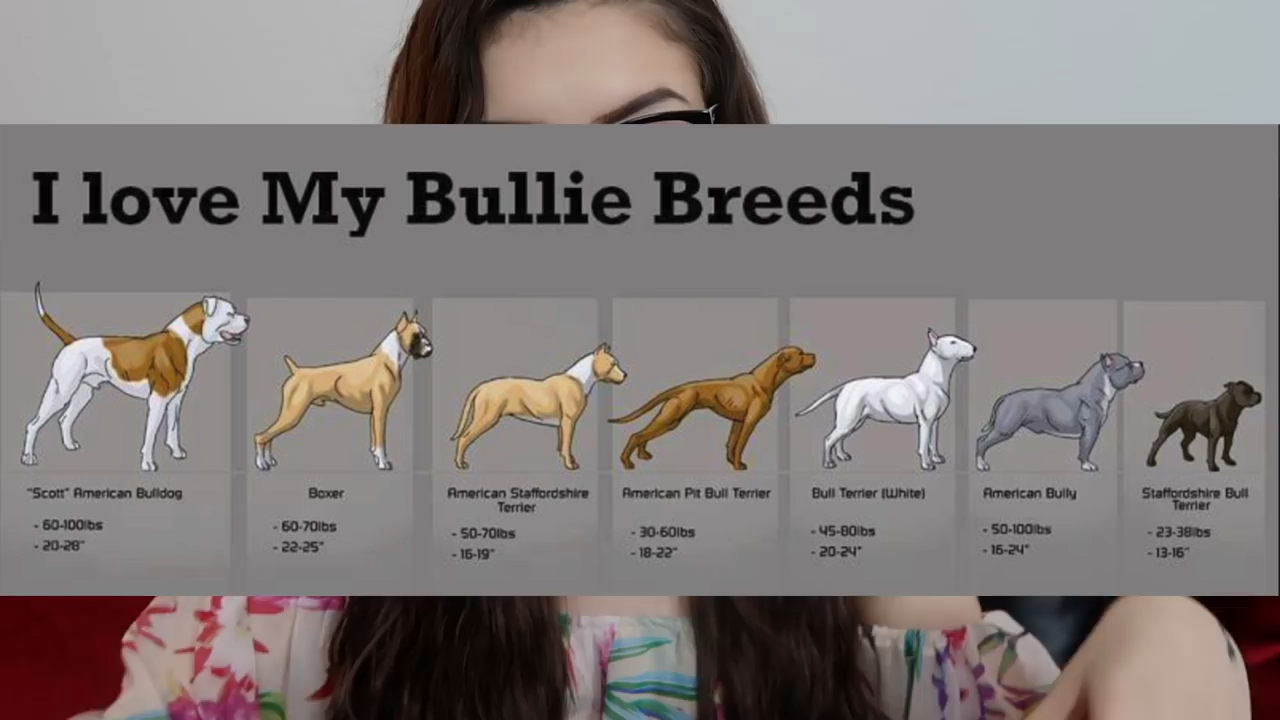 I love My Bullie Breeds
"Scott" American Bulldog
- 60-100lbs
- 20-28"
Boxer
- 60-70lbs
- 22-25"
American Staffordshire
Terrier
- 50-70lbs
- 16-19"
American Pit Bull Terrier
- 30-60lbs
- 18-22"
Bull Terrier (White)
- 45-80lbs
- 20-24"
American Bully
- 50-100lbs
- 16-24"
Staffordshire Bull
Terrier
- 23-38lbs
- 13-16"